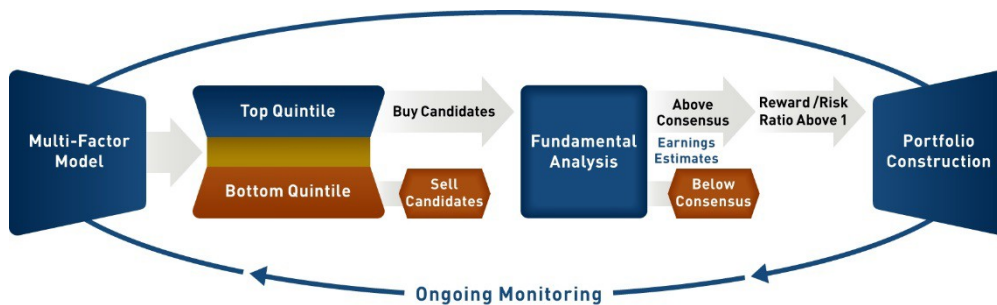 Multi-Factor
Model
Top Quintile
Bottom Quintile
Buy Candidates
Sell
Candidates
Fundamental
Analysis
Above
Consensus
Earnings
Estimates
Below
Consensus
Reward /Risk
Ratio Above 1
Portfolio
Construction
Ongoing Monitoring